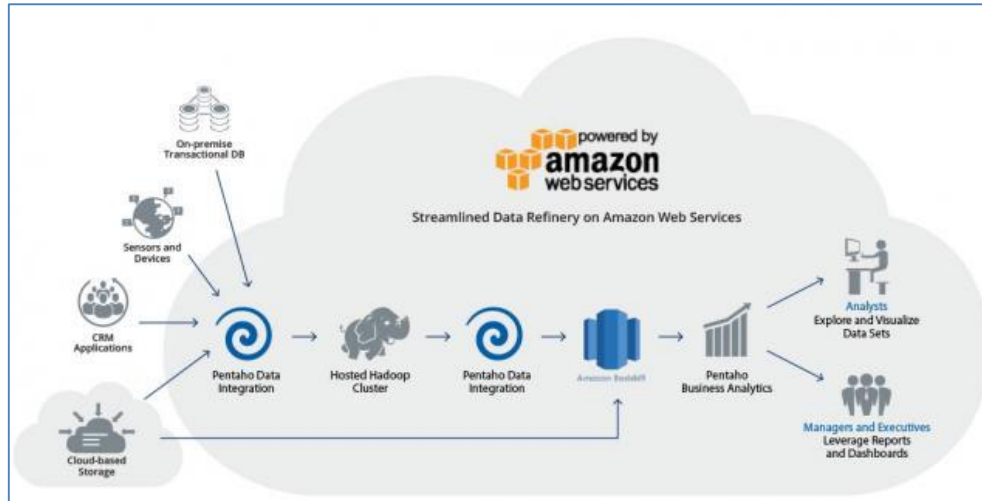 powered by
amazon
webservices
Streamlined Data Refinery on Amazon Web Services
On-premise
Transactional DB
Sensors and
Devices
CRM
Applications
Cloud-based
Storage
Pentaho Data
Integration
Hosted Hadoop
Cluster
Pentaho Data
Integration
Amazon Redshift
Pentaho
Business Analytics
Analysts
Explore and Visualize
Data Sets
Managers and Executives
Leverage Reports
and Dashboards